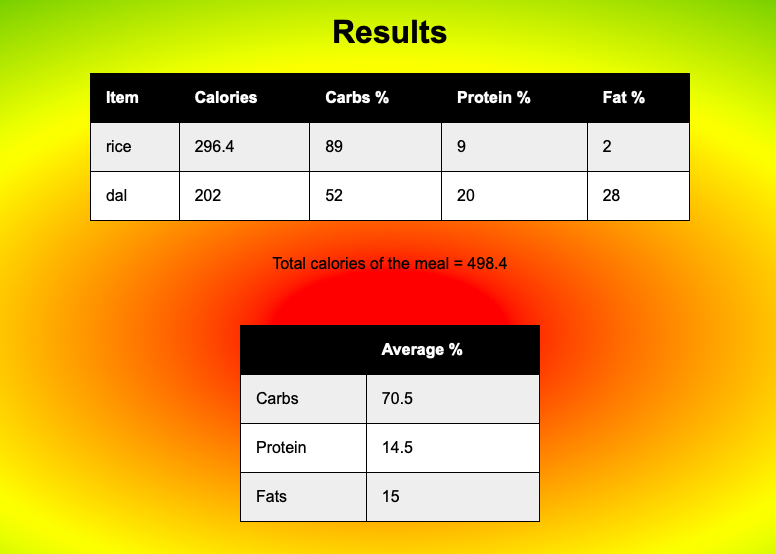 Results
Item Calories Carbs % Protein % Fat %
rice 296.4 89 9 2
dal 202 52 20 28
Total calories of the meal = 498.4
Average %
Carbs 70.5
Protein 14.5
Fats 15